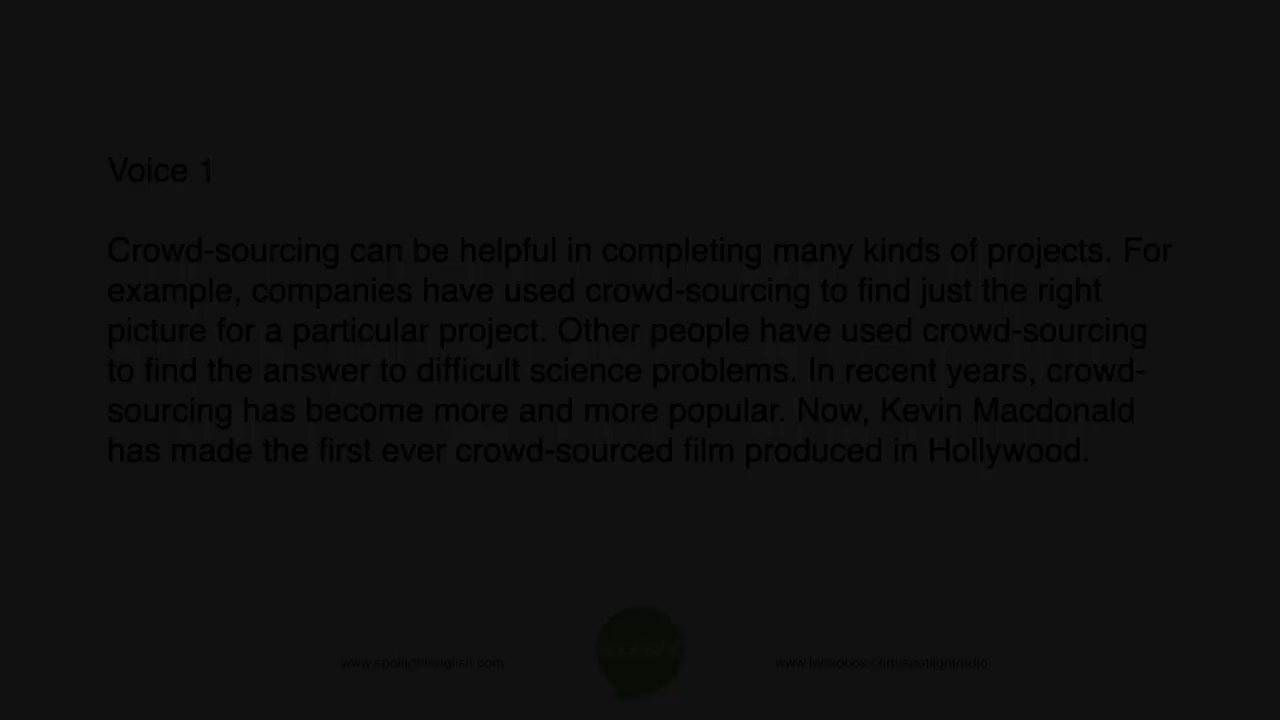 Voice 1
Crowd-sourcing can be helpful in completing many kinds of projects. For
example, companies have used crowd-sourcing to find just the right
picture for a particular project. Other people have used crowd-sourcing
to find the answer to difficult science problems. In recent years, crowd-
sourcing has become more and more popular. Now, Kevin Macdonald
has made the first ever crowd-sourced film produced in Hollywood.